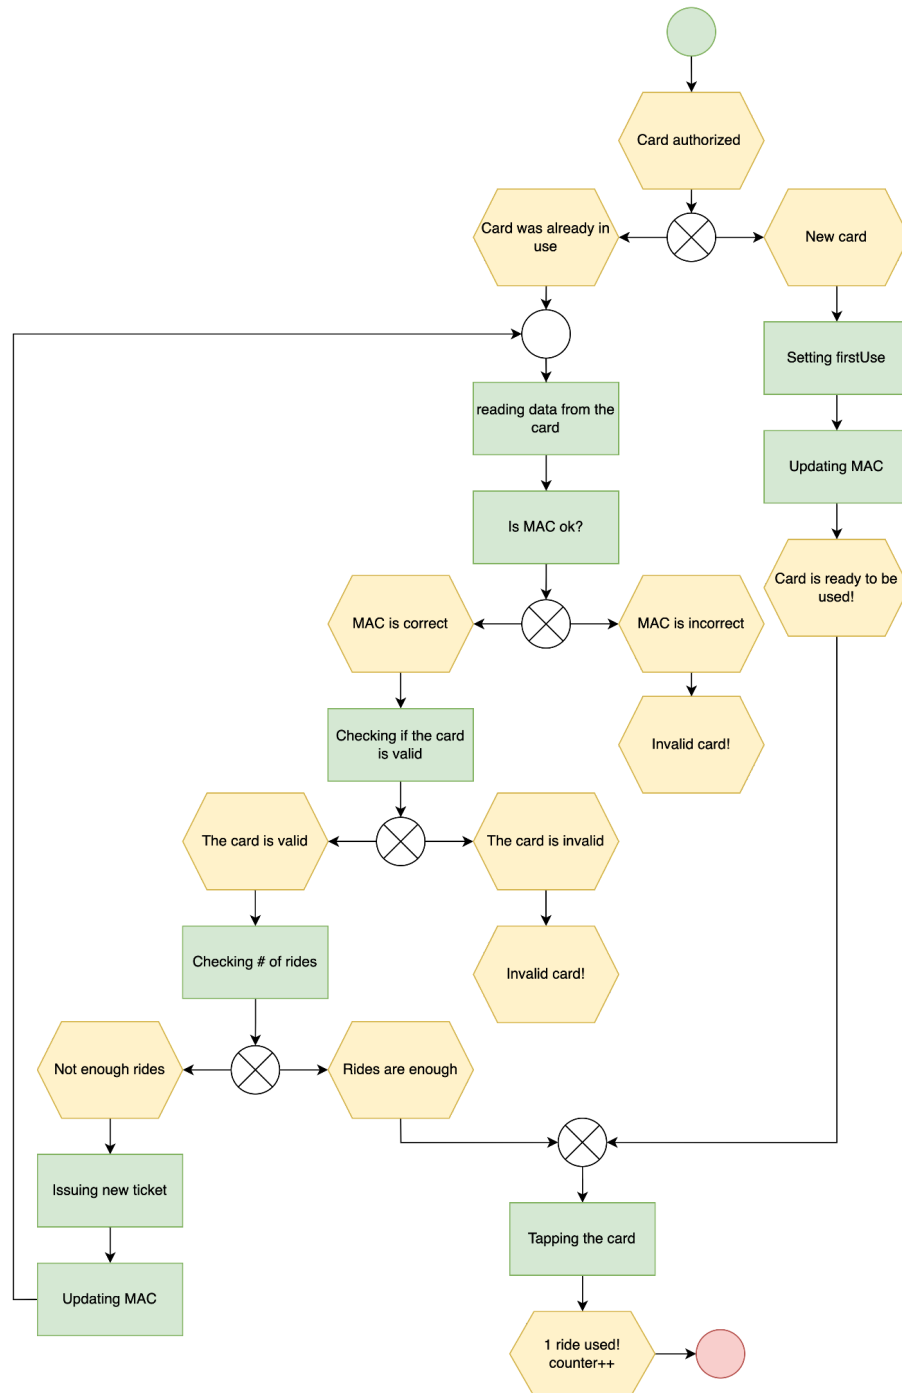 Card authorized
Card was already in
use
New card
Setting firstUse
reading data from the
card
Updating MAC
Is MAC ok?
Card is ready to be
used!
MAC is correct
MAC is incorrect
Checking if the card
is valid
Invalid card!
The card is valid
The card is invalid
Checking # of rides
Invalid card!
Not enough rides
Rides are enough
Issuing new ticket
Tapping the card
Updating MAC
1 ride used!
counter++